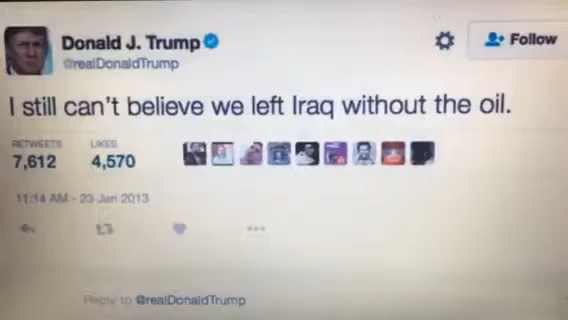 Donald J. Trump
@realDonaldTrump
Follow
I still can't believe we left Iraq without the oil.
RETWEETS
LIKES
7,612
4,570
11:14 AM - 23 Jan 2013
Reply to @realDonaldTrump